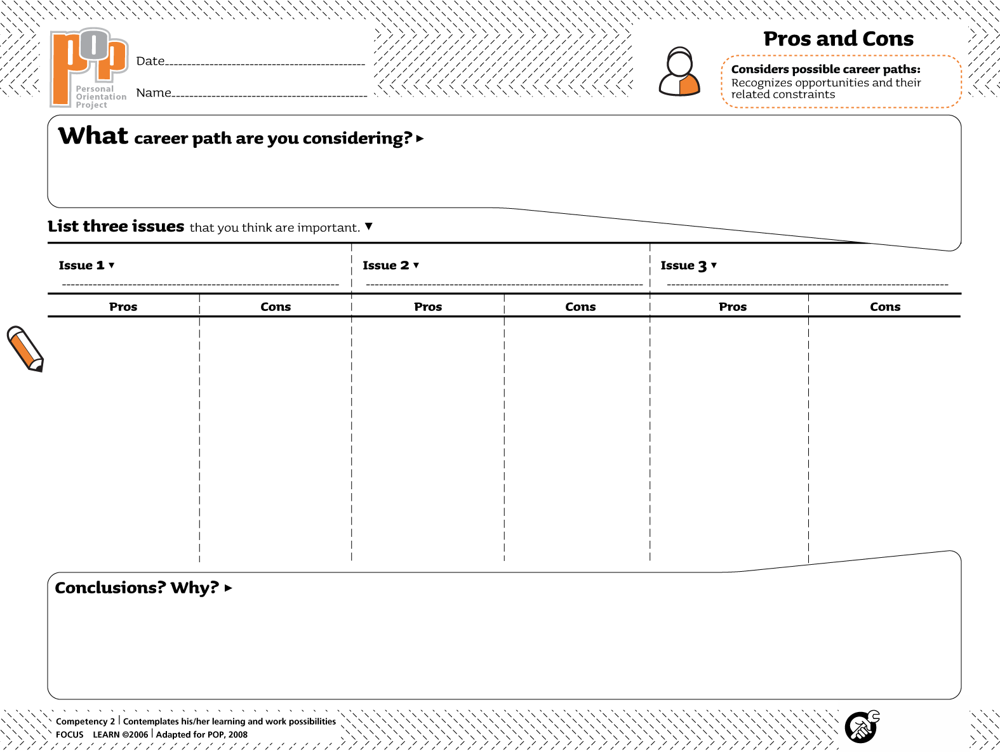 pop
Personal
Orientation
Project
Date
Name
Pros and Cons
Considers possible career paths:
Recognizes opportunities and their
related constraints
What career path are you considering?
List three issues that you think are important.
Issue 1
Issue 2
Issue 3
Pros
Cons
Pros
Cons
Pros
Cons
Conclusions? Why?
Competency 2 | Contemplates his/her learning and work possibilities
FOCUS LEARN ©2006 | Adapted for POP, 2008